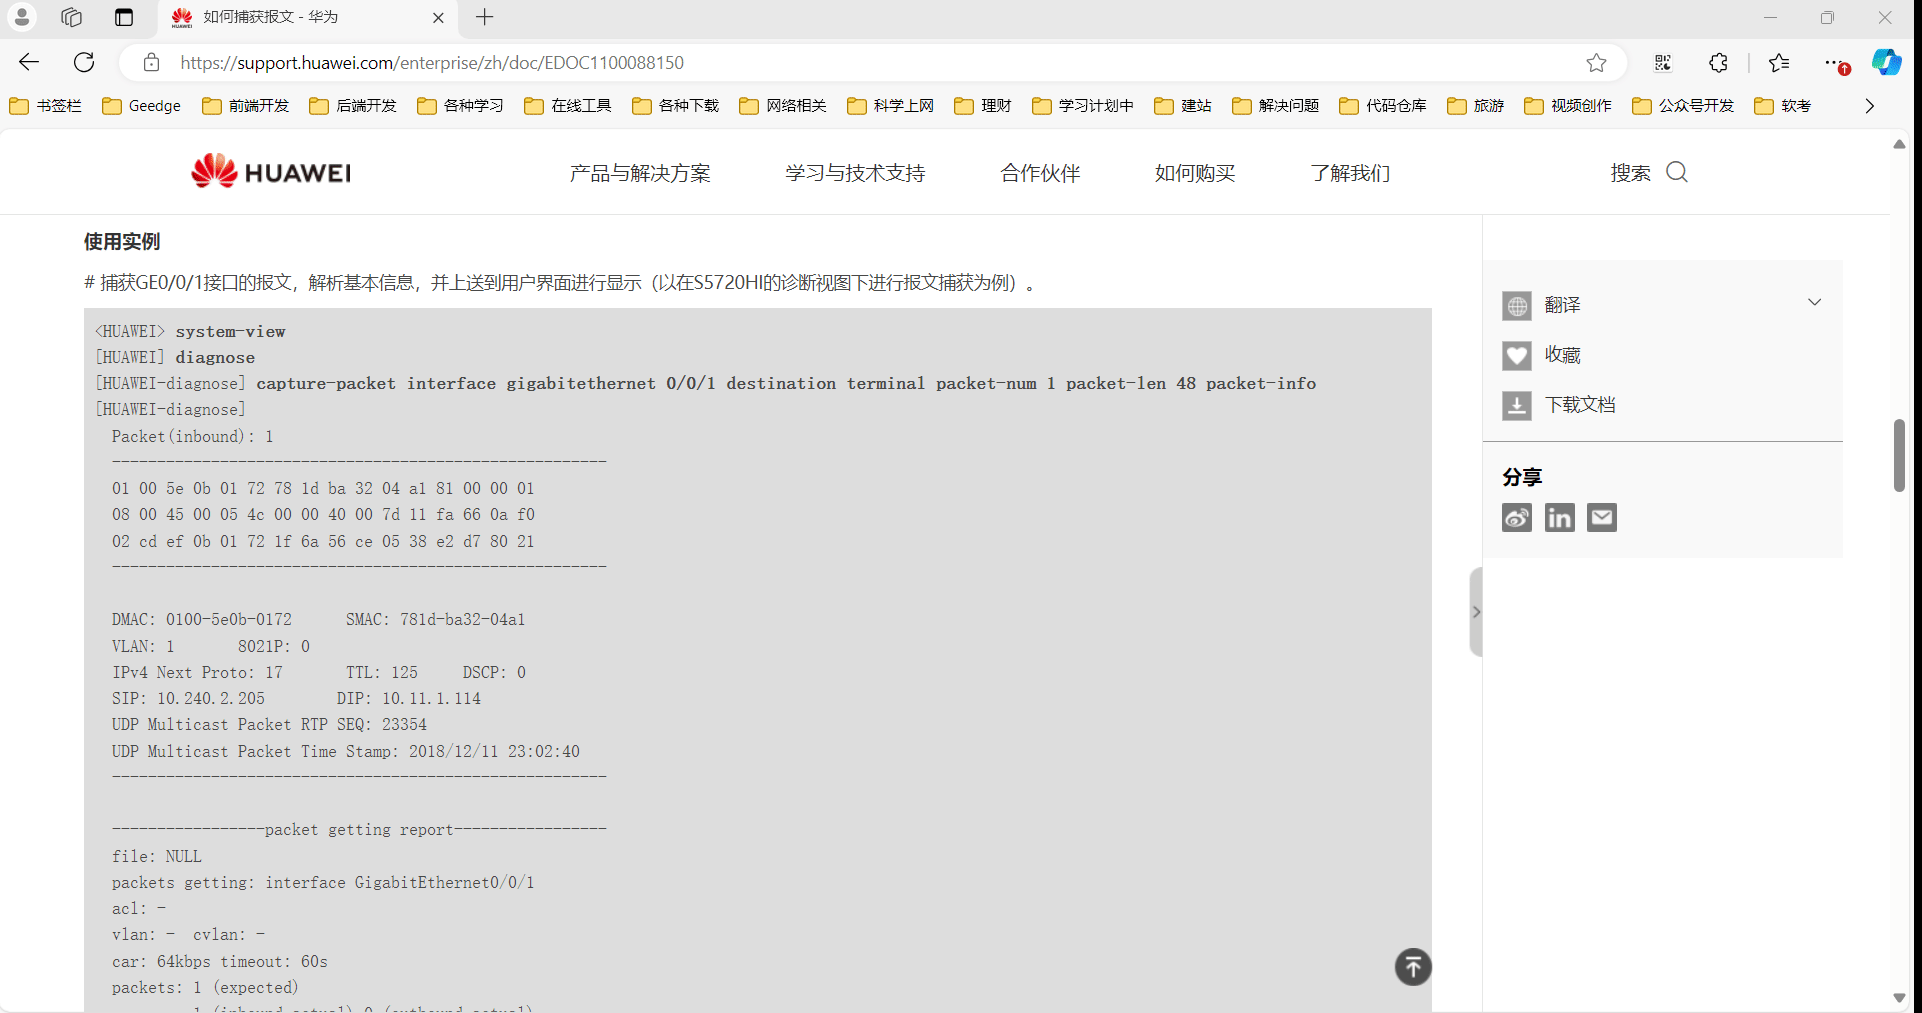 如何捕获报文 - 华为
https://support.huawei.com/enterprise/zh/doc/EDOC1100088150
书签栏 Geedge 前端开发 后端开发 各种学习 在线工具 各种下载 网络相关 科学上网 理财 学习计划中 建站 解决问题 代码仓库 旅游 视频创作 公众号开发 软考
HUAWEI 产品与解决方案 学习与技术支持 合作伙伴 如何购买 了解我们 搜索
使用实例
# 捕获GE0/0/1接口的报文，解析基本信息，并上送到用户界面进行显示（以在S5720HI的诊断视图下进行报文捕获为例）。
<HUAWEI> system-view
[HUAWEI] diagnose
[HUAWEI-diagnose] capture-packet interface gigabitethernet 0/0/1 destination terminal packet-num 1 packet-len 48 packet-info
[HUAWEI-diagnose]
Packet(inbound): 1
-------------------------------------------------------
01 00 5e 0b 01 72 78 1d ba 32 04 a1 81 00 00 01
08 00 45 00 05 4c 00 00 40 00 7d 11 fa 66 0a f0
02 cd ef 0b 01 72 1f 6a 56 ce 05 38 e2 d7 80 21
-------------------------------------------------------
DMAC: 0100-5e0b-0172      SMAC: 781d-ba32-04a1
VLAN: 1       8021P: 0
IPv4 Next Proto: 17       TTL: 125     DSCP: 0
SIP: 10.240.2.205        DIP: 10.11.1.114
UDP Multicast Packet RTP SEQ: 23354
UDP Multicast Packet Time Stamp: 2018/12/11 23:02:40
-------------------------------------------------------
-----------------packet getting report-----------------
file: NULL
packets getting: interface GigabitEthernet0/0/1
acl: -
vlan: -  cvlan: -
car: 64kbps timeout: 60s
packets: 1 (expected)
1 (inbound actual) 0 (outbound actual)
翻译
收藏
下载文档
分享